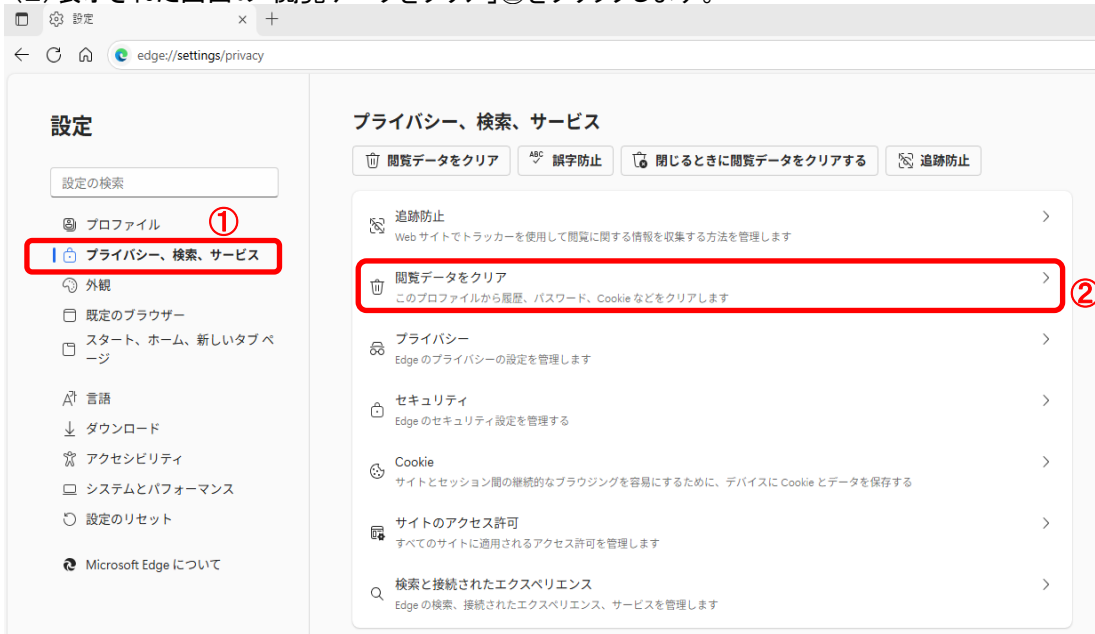 設定
edge://settings/privacy
設定
設定の検索
プロファイル
①
プライバシー、検索、サービス
外観
既定のブラウザー
スタート、ホーム、新しいタブ ペ
ージ
言語
ダウンロード
アクセシビリティ
システムとパフォーマンス
設定のリセット
Microsoft Edge について
プライバシー、検索、サービス
閲覧データをクリア
ABC 誤字防止
閉じるときに閲覧データをクリアする
追跡防止
追跡防止
Web サイトでトラッカーを使用して閲覧に関する情報を収集する方法を管理します
閲覧データをクリア
このプロファイルから履歴、パスワード、Cookie などをクリアします
②
プライバシー
Edge のプライバシーの設定を管理します
セキュリティ
Edge のセキュリティ設定を管理する
Cookie
サイトとセッション間の継続的なブラウジングを容易にするために、デバイスに Cookie とデータを保存する
サイトのアクセス許可
すべてのサイトに適用されるアクセス許可を管理します
検索と接続されたエクスペリエンス
Edge の検索、接続されたエクスペリエンス、サービスを管理します